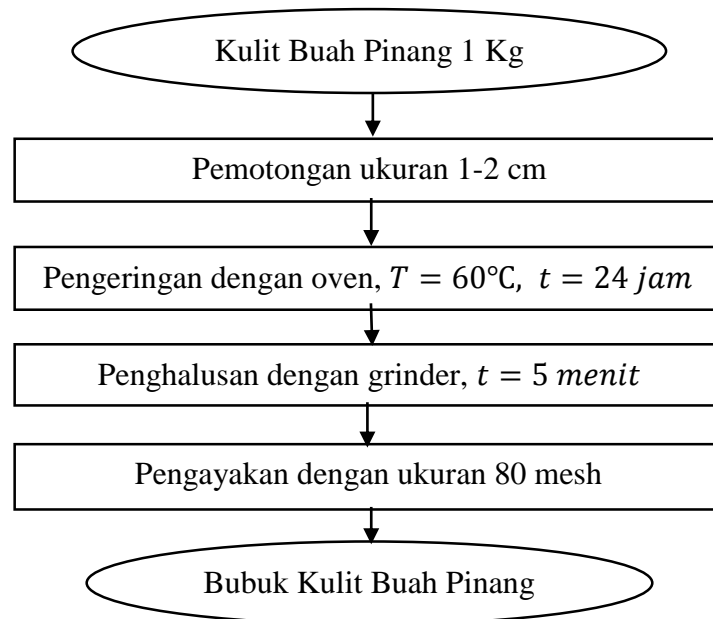 Kulit Buah Pinang 1 Kg
Pemotongan ukuran 1-2 cm
Pengeringan dengan oven, T = 60℃, t = 24 jam
Penghalusan dengan grinder, t = 5 menit
Pengayakan dengan ukuran 80 mesh
Bubuk Kulit Buah Pinang